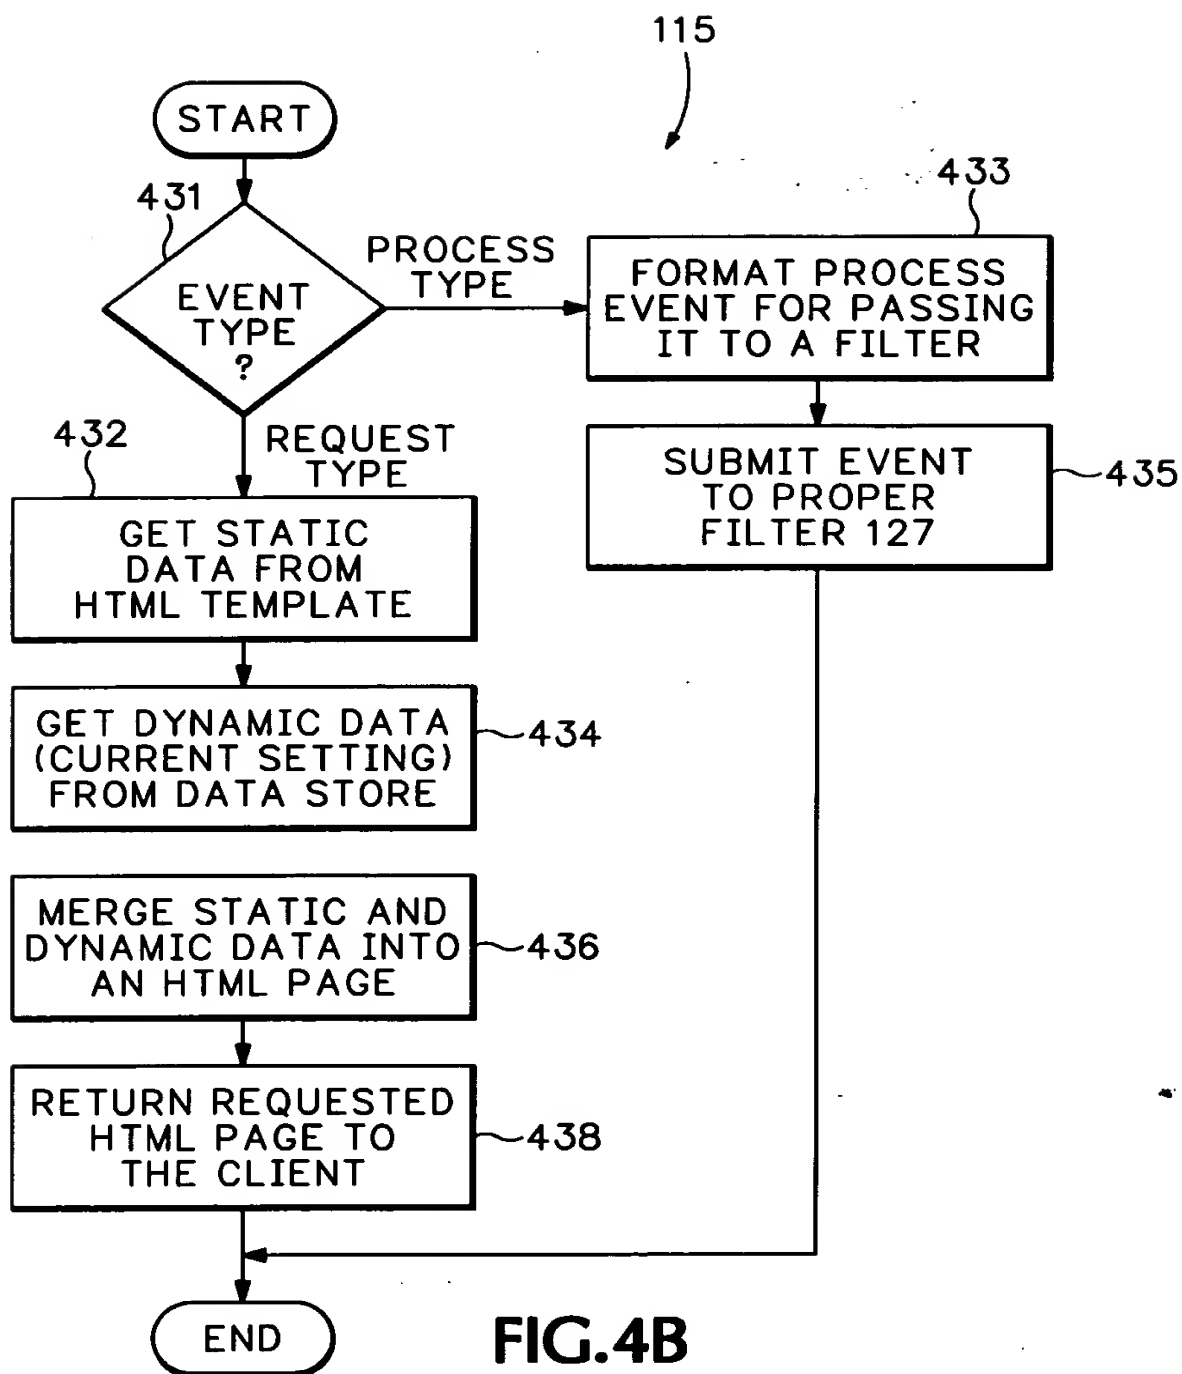 115
START
431
EVENT
TYPE
?
PROCESS
TYPE
433
FORMAT PROCESS
EVENT FOR PASSING
IT TO A FILTER
SUBMIT EVENT
TO PROPER
FILTER 127
435
REQUEST
TYPE
432
GET STATIC
DATA FROM
HTML TEMPLATE
GET DYNAMIC DATA
(CURRENT SETTING)
FROM DATA STORE
434
MERGE STATIC AND
DYNAMIC DATA INTO
AN HTML PAGE
436
RETURN REQUESTED
HTML PAGE TO
THE CLIENT
438
END
FIG.4B